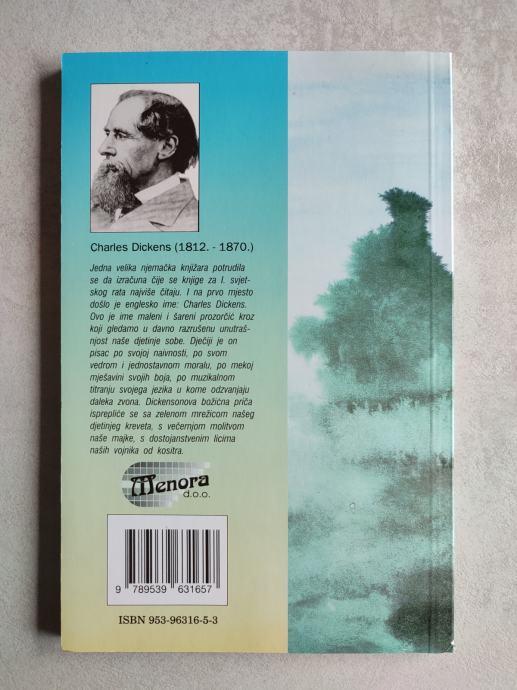 Charles Dickens (1812. - 1870.)
Jedna velika njemačka knjižara potrudila
se da izračuna čije se knjige za I. svjet-
skog rata najviše čitaju. I na prvo mjesto
došlo je englesko ime: Charles Dickens.
Ovo je ime maleni i šareni prozorčić kroz
koji gledamo u davno razrušenu unutraš-
njost naše djetinje sobe. Dječiji je on
pisac po svojoj naivnosti, po svom
vedrom i jednostavnom moralu, po mekoj
mješavini svojih boja, po muzikalnom
titranju svojega jezika u kome odzvanjaju
daleka zvona. Dickensonova božićna priča
isprepliće se sa zelenom mrežicom našeg
djetinjeg kreveta, s večernjom molitvom
naše majke, s dostojanstvenim licima
naših vojnika od kositra.
Menora
d.o.o.
9 789539 631657
ISBN 953-96316-5-3